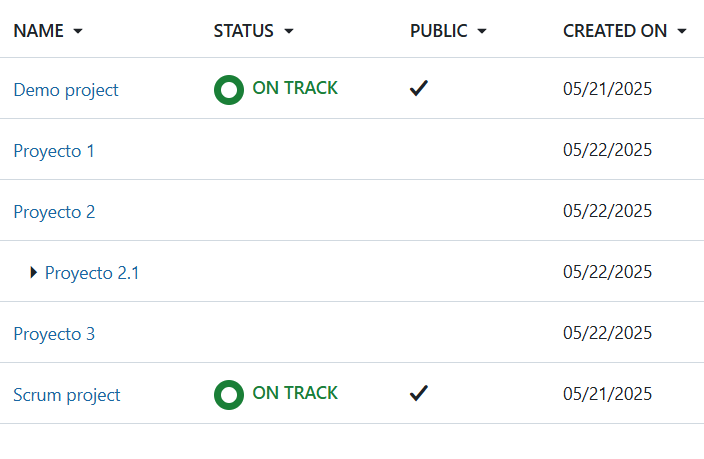 NAME STATUS PUBLIC CREATED ON
Demo project ON TRACK 05/21/2025
Proyecto 1 05/22/2025
Proyecto 2 05/22/2025
Proyecto 2.1 05/22/2025
Proyecto 3 05/22/2025
Scrum project ON TRACK 05/21/2025